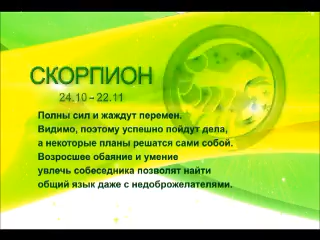 СКОРПИОН
24.10 – 22.11
Полны сил и жаждут перемен.
Видимо, поэтому успешно пойдут дела,
а некоторые планы решатся сами собой.
Возросшее обаяние и умение
увлечь собеседника позволят найти
общий язык даже с недоброжелателями.